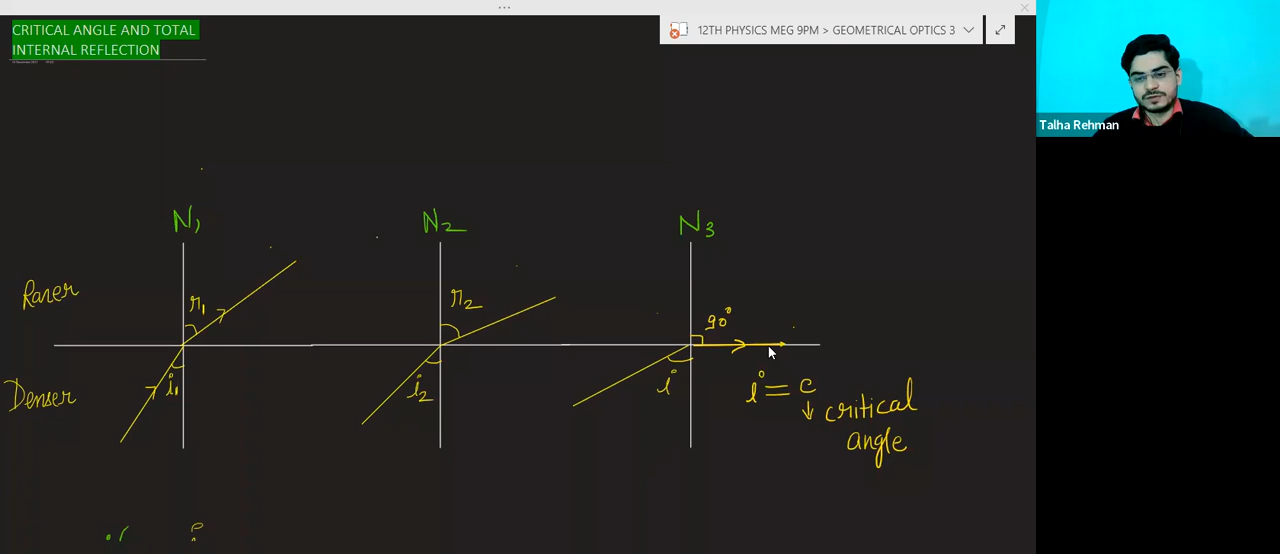 CRITICAL ANGLE AND TOTAL
INTERNAL REFLECTION
12TH PHYSICS MEG 9PM > GEOMETRICAL OPTICS 3
Talha Rehman
N1
N2
N3
Rarer
r1
r2
90°
Denser
i1
i2
i
i = c
critical
angle